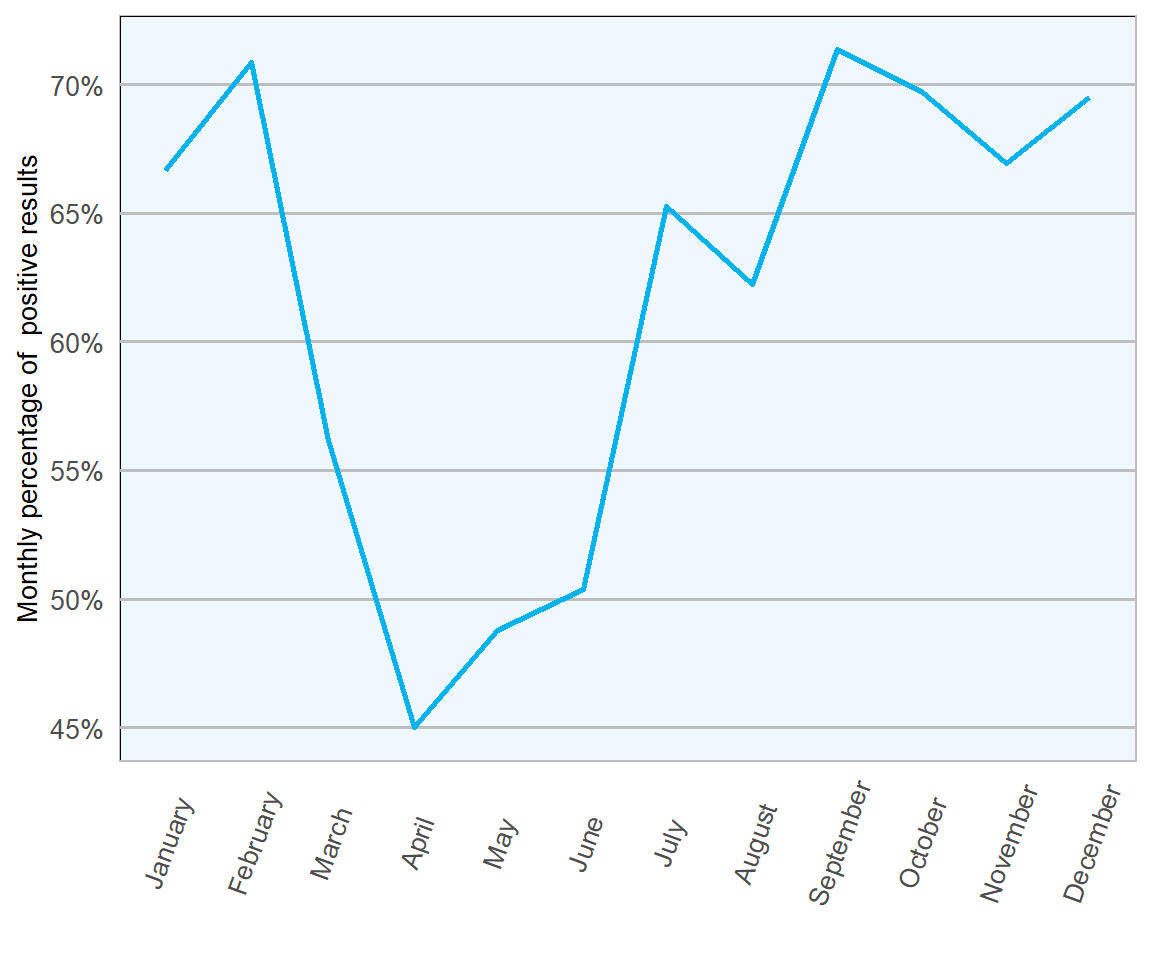 Monthly percentage of  positive results
70%
65%
60%
55%
50%
45%
January
February
March
April
May
June
July
August
September
October
November
December